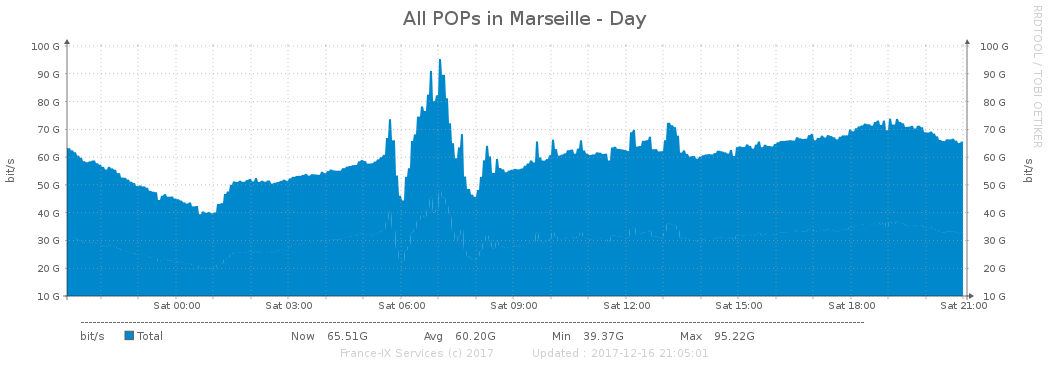 All POPs in Marseille - Day
RRDTOOL / TOBI OETIKER
bit/s
100 G
90 G
80 G
70 G
60 G
50 G
40 G
30 G
20 G
10 G
100 G
90 G
80 G
70 G
60 G
50 G
40 G
30 G
20 G
10 G
bit/s
Sat 00:00 Sat 03:00 Sat 06:00 Sat 09:00 Sat 12:00 Sat 15:00 Sat 18:00 Sat 21:00
bit/s Total Now 65.51G Avg 60.20G Min 39.37G Max 95.22G
France-IX Services (c) 2017 Updated : 2017-12-16 21:05:01